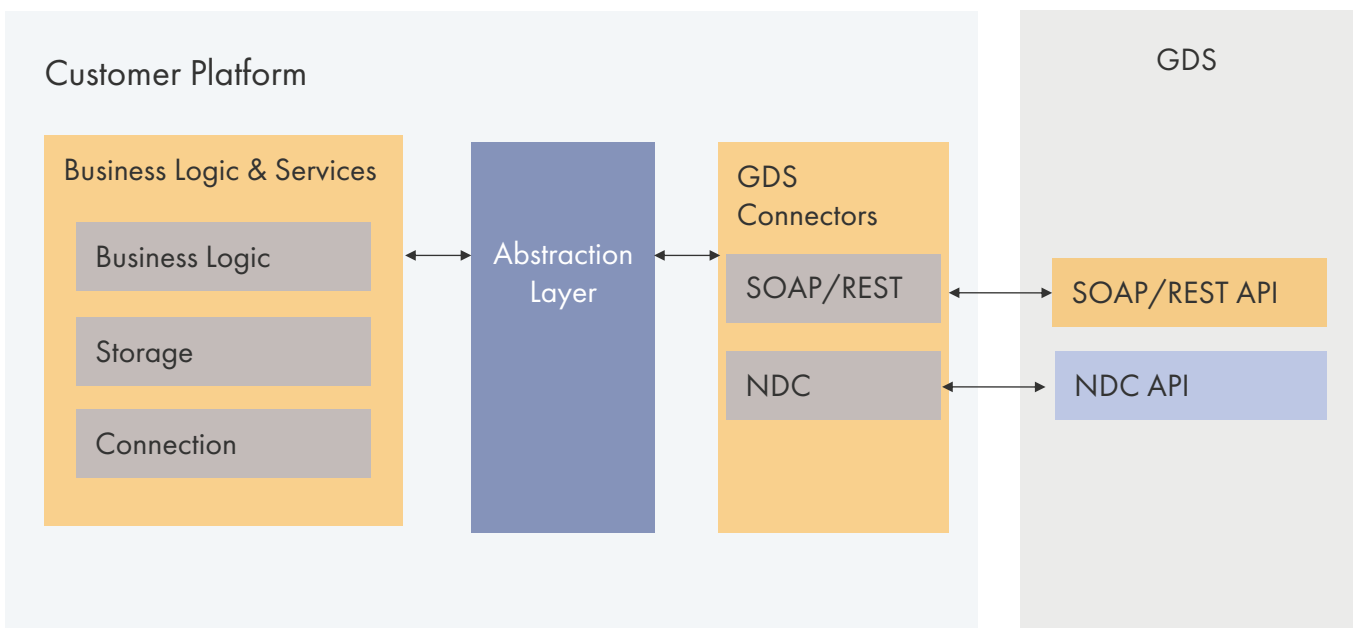 Customer Platform
Business Logic & Services
Business Logic
Storage
Connection
Abstraction
Layer
GDS
Connectors
SOAP/REST
NDC
GDS
SOAP/REST API
NDC API